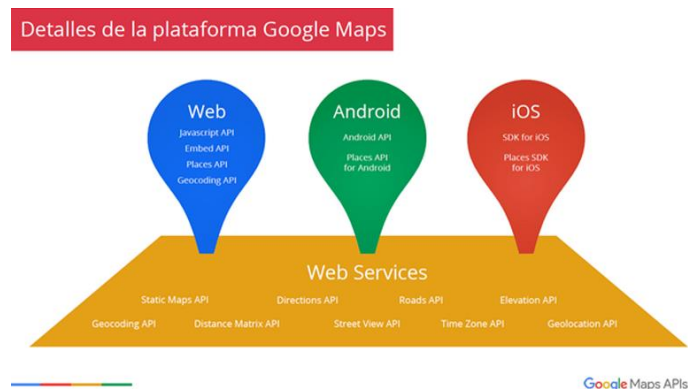 Detalles de la plataforma Google Maps
Web
Javascript API
Embed API
Places API
Geocoding API
Android
Android API
Places API
for Android
iOS
SDK for iOS
Places SDK
for iOS
Web Services
Static Maps API
Directions API
Roads API
Elevation API
Geocoding API
Distance Matrix API
Street View API
Time Zone API
Geolocation API
Google Maps APIs